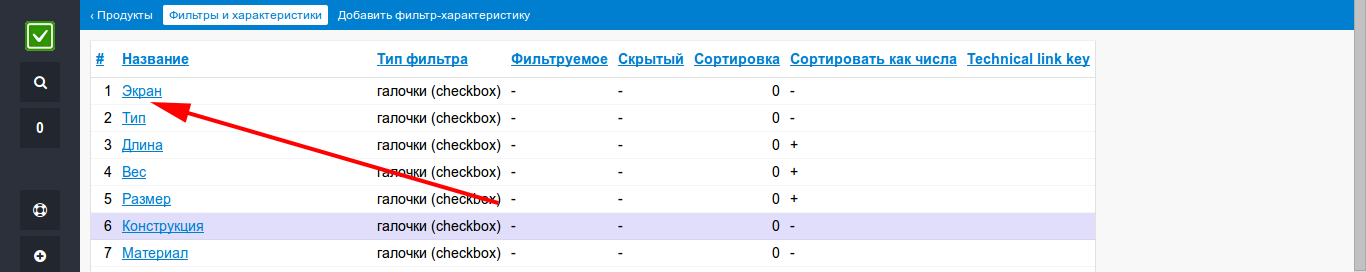 ‹ Продукты Фильтры и характеристики Добавить фильтр-характеристику
# Название Тип фильтра Фильтруемое Скрытый Сортировка Сортировать как числа Technical link key
1 Экран галочки (checkbox) - - 0 -
2 Тип галочки (checkbox) - - 0 -
0
3 Длина галочки (checkbox) - - 0 +
4 Вес галочки (checkbox) - - 0 +
5 Размер галочки (checkbox) - - 0 +
6 Конструкция галочки (checkbox) - - 0 -
7 Материал галочки (checkbox) - - 0 -